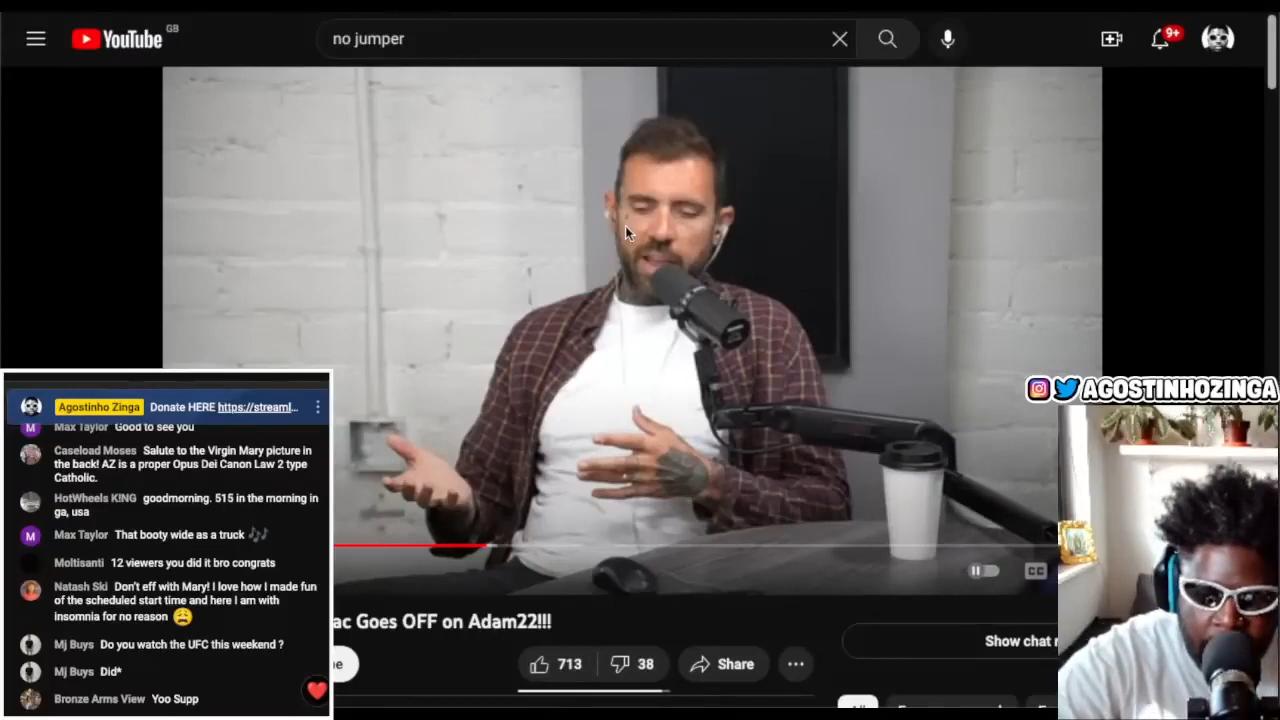 YouTube GB
no jumper
9+
AGOSTINHOZINGA
Agostinho Zinga Donate HERE https://streaml...
Max Taylor Good to see you
Caseload Moses Salute to the Virgin Mary picture in
the back! AZ is a proper Opus Dei Canon Law 2 type
Catholic.
HotWheels K!NG goodmorning. 515 in the morning in
ga, usa
Max Taylor That booty wide as a truck
Moltisanti 12 viewers you did it bro congrats
Natash Ski Don't eff with Mary! I love how I made fun
of the scheduled start time and here I am with
insomnia for no reason
Mj Buys Do you watch the UFC this weekend ?
Mj Buys Did*
Bronze Arms View Yoo Supp
CC
ac Goes OFF on Adam22!!!
Show chat r
713
38
Share